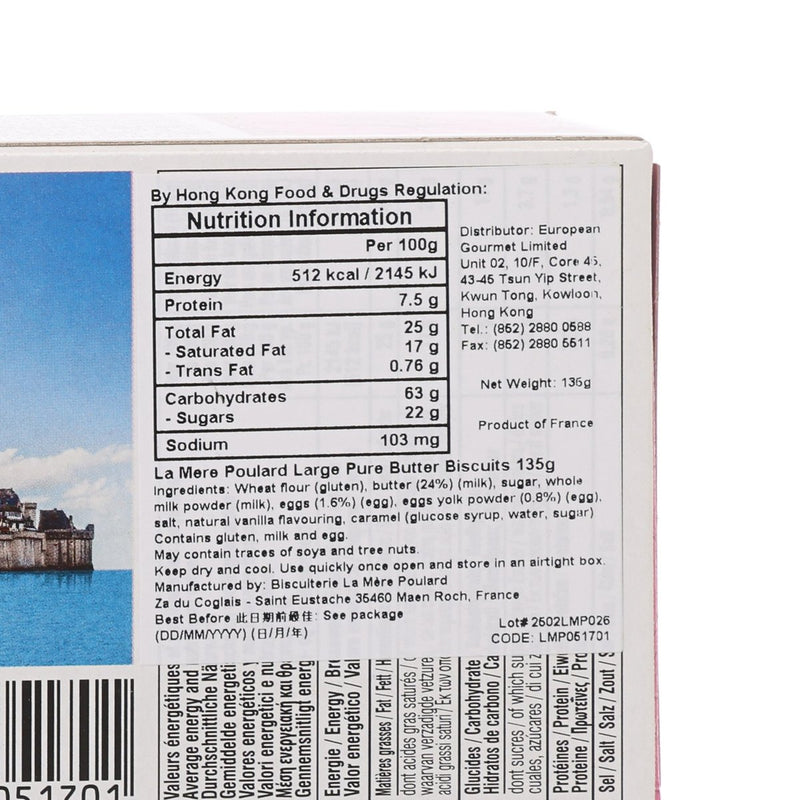 By Hong Kong Food & Drugs Regulation:
Nutrition Information
Per 100g
Energy 512 kcal / 2145 kJ
Protein 7.5 g
Total Fat 25 g
- Saturated Fat 17 g
- Trans Fat 0.76 g
Carbohydrates 63 g
- Sugars 22 g
Sodium 103 mg
Distributor: European
Gourmet Limited
Unit 02, 10/F, Core 45,
43-45 Tsun Yip Street,
Kwun Tong, Kowloon,
Hong Kong
Tel.: (852) 2880 0588
Fax: (852) 2880 5511
Net Weight: 135g
Product of France
La Mere Poulard Large Pure Butter Biscuits 135g
Ingredients: Wheat flour (gluten), butter (24%) (milk), sugar, whole
milk powder (milk), eggs (1.6%) (egg), eggs yolk powder (0.8%) (egg),
salt, natural vanilla flavouring, caramel (glucose syrup, water, sugar)
Contains gluten, milk and egg.
May contain traces of soya and tree nuts.
Keep dry and cool. Use quickly once open and store in an airtight box.
Manufactured by: Biscuiterie La Mère Poulard
Za du Coglais - Saint Eustache 35460 Maen Roch, France
Best Before 此日期前最佳: See package
(DD/MM/YYYY) (日/月/年)
Lot# 2502LMP026
CODE: LMP051701
051701
Valeurs énergétiques
Average energy and
Durchschnittliche Nä
Gemiddelde energeti
Valores energéticos y
Valori energetici e nu
Μέση ενεργειακή και θρ
Gennemsnitligt energ
Energie / Energy / Bre
Valor energético / Val
Matières grasses / Fat / Fett / H
dont acides gras saturés /
waarvan verzadigde vetzure
acidi grassi saturi / Εκ των οπο
Glucides / Carbohydrate
Hidratos de carbono / Ca
dont sucres / of which su
cuales, azúcares / di cui z
Protéines / Protein / Eiw
Proteine / Πρωτεΐνες / Pro
Sel / Salt / Salz / Zout / S